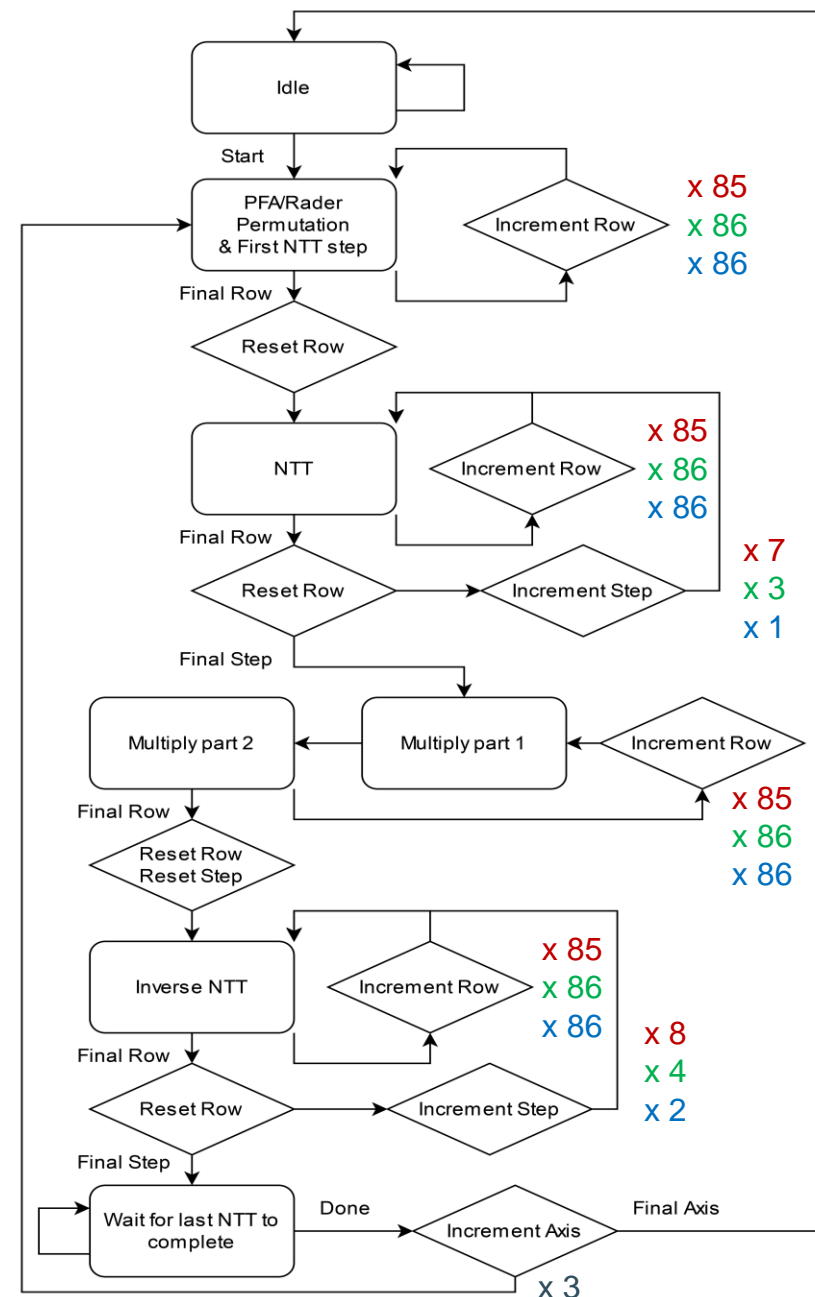 Idle
Start
PFA/Rader
Permutation
& First NTT step
Increment Row
x 85
x 86
x 86
Final Row
Reset Row
NTT
Increment Row
x 85
x 86
x 86
Final Row
Reset Row
Increment Step
x 7
x 3
x 1
Final Step
Multiply part 2
Multiply part 1
Increment Row
x 85
x 86
x 86
Final Row
Reset Row
Reset Step
Inverse NTT
Increment Row
x 85
x 86
x 86
Final Row
Reset Row
Increment Step
x 8
x 4
x 2
Final Step
Wait for last NTT to
complete
Done
Increment Axis
Final Axis
x 3